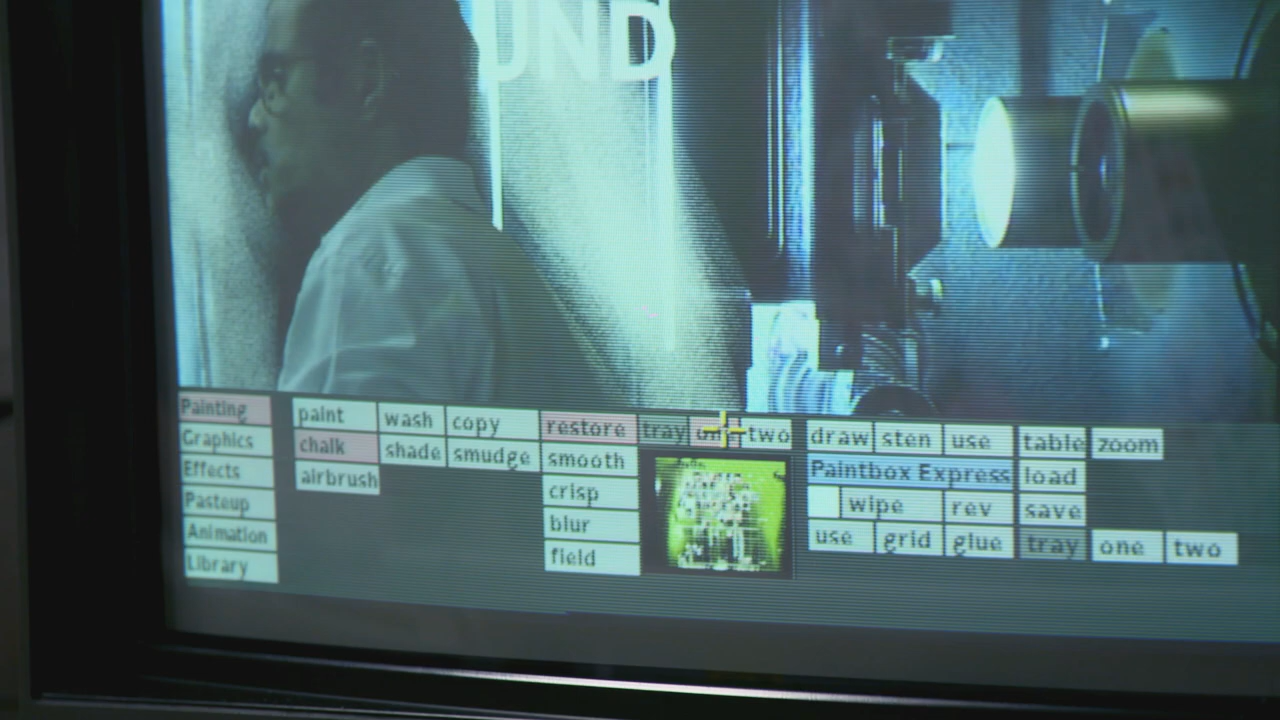 UND
Painting paint wash copy restore tray one two draw sten use table zoom
Graphics chalk shade smudge smooth Paintbox Express load
Effects airbrush crisp wipe rev save
Pasteup blur use grid glue tray one two
Animation field
Library